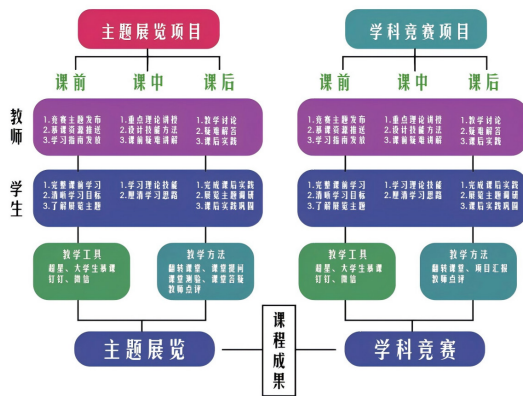 主题展览项目
课前 课中 课后
教师
1.竞赛主题发布
2.慕课资源推送
3.学习指南发放
1.重点理论讲授
2.设计技能方法
3.课前疑难讲解
1.教学讨论
2.疑难解答
3.课后实践
学生
1.完整课前学习
2.清晰学习目标
3.了解展览主题
1.学习理论技能
2.厘清学习思路
1.完成课后实践
2.展览主题调研
3.课后实践巩固
教学工具
超星、大学生慕课
钉钉、微信
教学方法
翻转课堂、课堂提问
课堂测验、课堂答疑
教师点评
主题展览
课程成果
学科竞赛项目
课前 课中 课后
1.竞赛主题发布
2.慕课资源推送
3.学习指南发放
1.重点理论讲授
2.设计技能方法
3.课前疑难讲解
1.教学讨论
2.疑难解答
3.课后实践
1.完整课前学习
2.清晰学习目标
3.了解展览主题
1.学习理论技能
2.厘清学习思路
1.完成课后实践
2.展览主题调研
3.课后实践巩固
教学工具
超星、大学生慕课
钉钉、微信
教学方法
翻转课堂、项目汇报
教师点评
学科竞赛